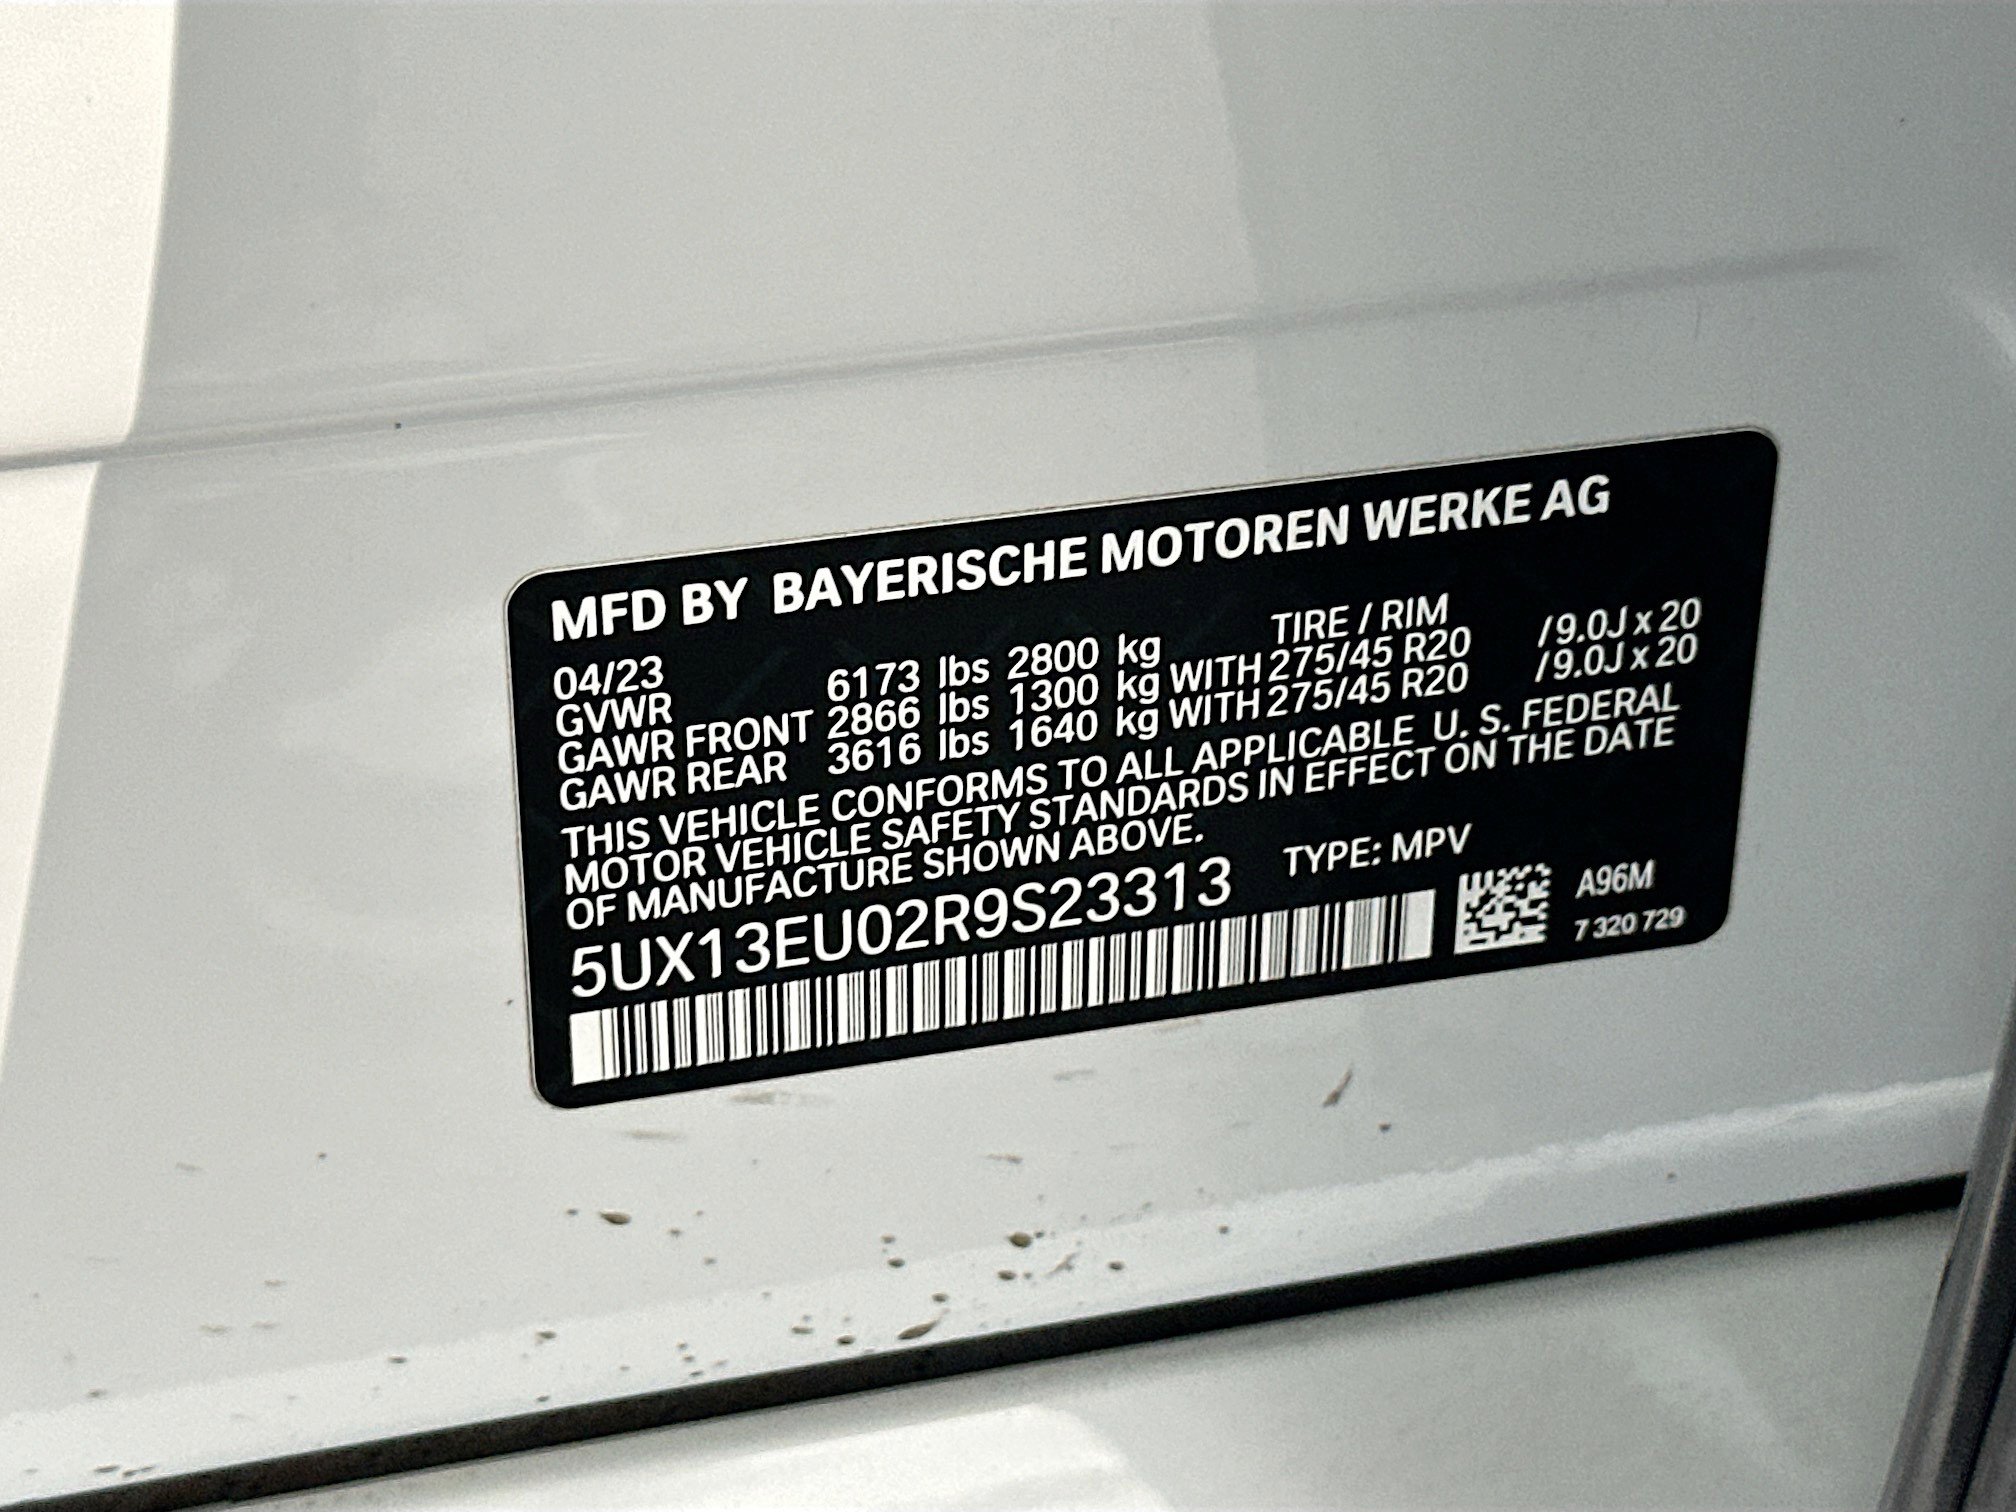 MFD BY BAYERISCHE MOTOREN WERKE AG
04/23 TIRE / RIM
GVWR 6173 lbs 2800 kg
GAWR FRONT 2866 lbs 1300 kg WITH 275/45 R20 /9.0J x 20
GAWR REAR 3616 lbs 1640 kg WITH 275/45 R20 /9.0J x 20
THIS VEHICLE CONFORMS TO ALL APPLICABLE U. S. FEDERAL
MOTOR VEHICLE SAFETY STANDARDS IN EFFECT ON THE DATE
OF MANUFACTURE SHOWN ABOVE.
5UX13EU02R9S23313 TYPE: MPV
A96M
7 320 729